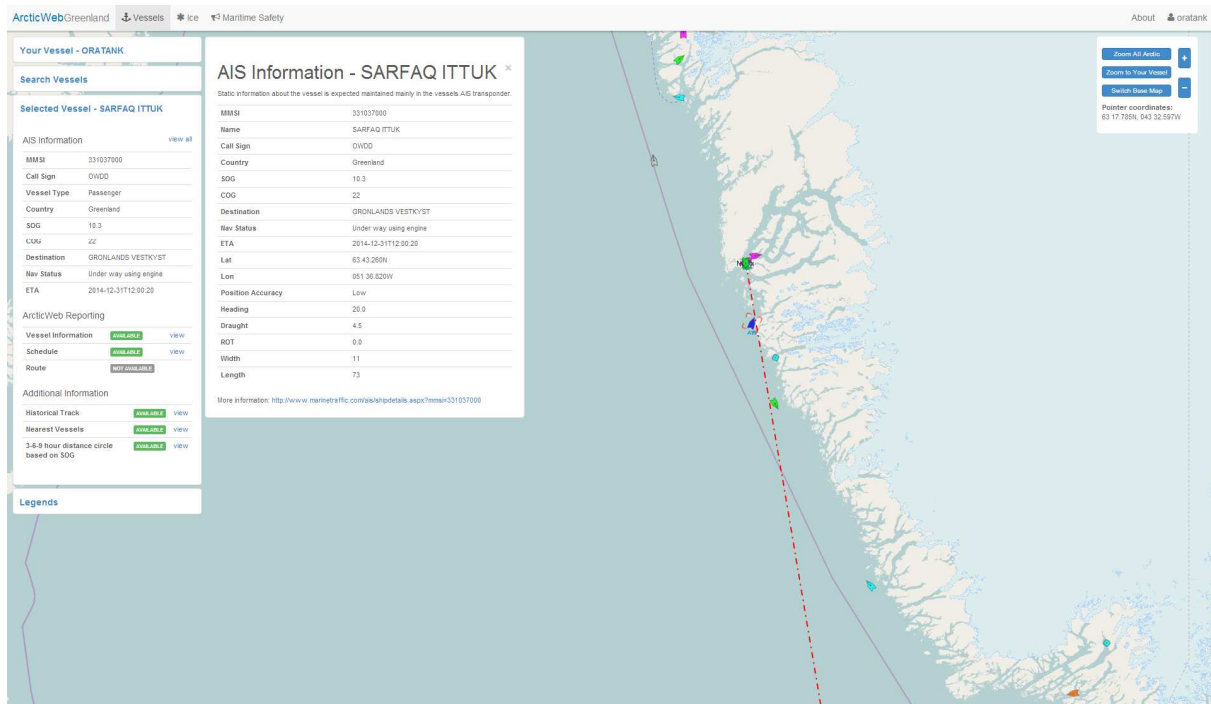 ArcticWebGreenland Vessels Ice Maritime Safety About oratank
Your Vessel - ORATANK
Search Vessels
Selected Vessel - SARFAQ ITTUK
AIS Information view all
MMSI 331037000
Call Sign OWDD
Vessel Type Passenger
Country Greenland
SOG 10.3
COG 22
Destination GRONLANDS VESTKYST
Nav Status Under way using engine
ETA 2014-12-31T12:00:20
ArcticWeb Reporting
Vessel Information AVAILABLE view
Schedule AVAILABLE view
Route NOT AVAILABLE
Additional Information
Historical Track AVAILABLE view
Nearest Vessels AVAILABLE view
3-6-9 hour distance circle AVAILABLE view
based on SOG
Legends
AIS Information - SARFAQ ITTUK ×
Static information about the vessel is expected maintained mainly in the vessels AIS transponder.
MMSI 331037000
Name SARFAQ ITTUK
Call Sign OWDD
Country Greenland
SOG 10.3
COG 22
Destination GRONLANDS VESTKYST
Nav Status Under way using engine
ETA 2014-12-31T12:00:20
Lat 63 43.260N
Lon 051 36.820W
Position Accuracy Low
Heading 20.0
Draught 4.5
ROT 0.0
Width 11
Length 73
More information: http://www.marinetraffic.com/ais/shipdetails.aspx?mmsi=331037000
Zoom All Arctic +
Zoom to Your Vessel
Switch Base Map -
Pointer coordinates:
63 17.785N, 043 32.597W